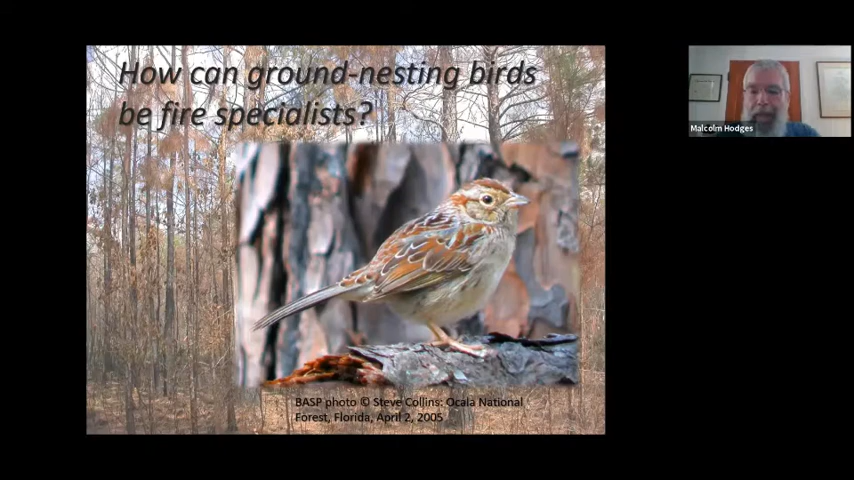 How can ground-nesting birds
be fire specialists?
Malcolm Hodges
BASP photo © Steve Collins: Ocala National
Forest, Florida, April 2, 2005